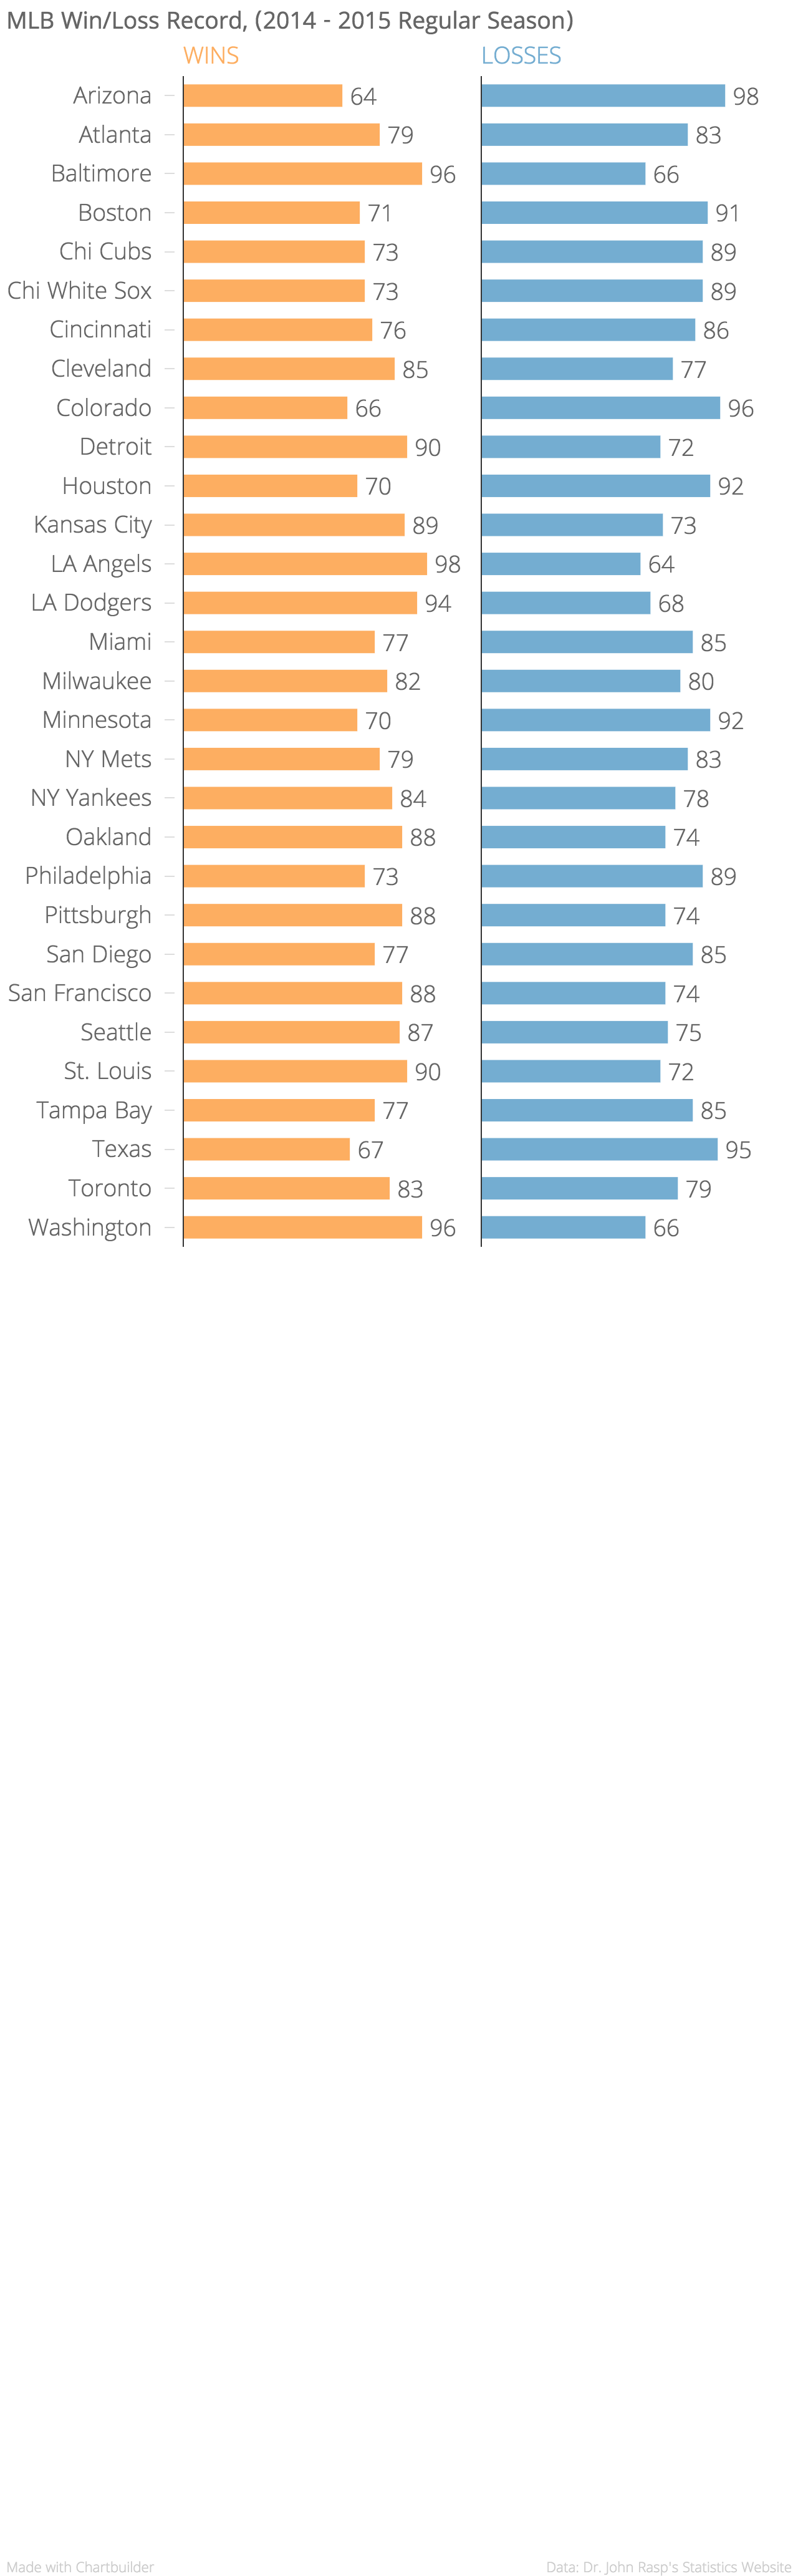 MLB Win/Loss Record, (2014 - 2015 Regular Season)
WINS LOSSES
Arizona 64 98
Atlanta 79 83
Baltimore 96 66
Boston 71 91
Chi Cubs 73 89
Chi White Sox 73 89
Cincinnati 76 86
Cleveland 85 77
Colorado 66 96
Detroit 90 72
Houston 70 92
Kansas City 89 73
LA Angels 98 64
LA Dodgers 94 68
Miami 77 85
Milwaukee 82 80
Minnesota 70 92
NY Mets 79 83
NY Yankees 84 78
Oakland 88 74
Philadelphia 73 89
Pittsburgh 88 74
San Diego 77 85
San Francisco 88 74
Seattle 87 75
St. Louis 90 72
Tampa Bay 77 85
Texas 67 95
Toronto 83 79
Washington 96 66
Made with Chartbuilder Data: Dr. John Rasp's Statistics Website